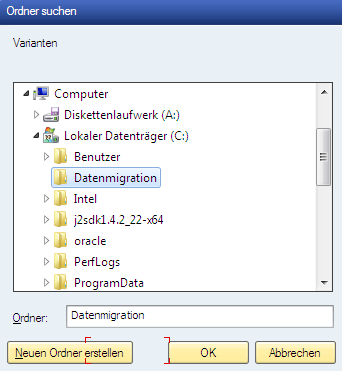 Ordner suchen
Varianten
Computer
Diskettenlaufwerk (A:)
Lokaler Datenträger (C:)
Benutzer
Datenmigration
Intel
j2sdk1.4.2_22-x64
oracle
PerfLogs
ProgramData
Ordner: Datenmigration
Neuen Ordner erstellen OK Abbrechen